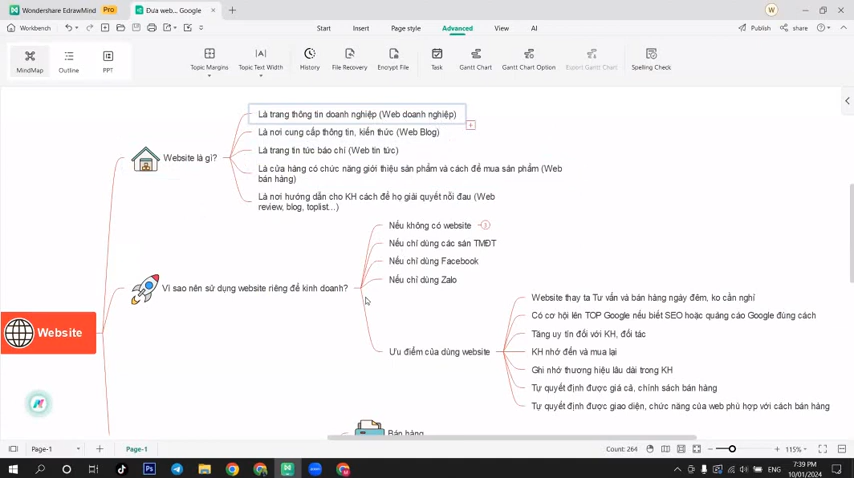 Wondershare EdrawMind
Pro
Đưa web... Google
W
Workbench
Start
Insert
Page style
Advanced
View
AI
Publish
share
MindMap
Outline
PPT
Topic Margins
Topic Text Width
History
File Recovery
Encrypt File
Task
Gantt Chart
Gantt Chart Option
Export Gantt Chart
Spelling Check
Là trang thông tin doanh nghiệp (Web doanh nghiệp)
Là nơi cung cấp thông tin, kiến thức (Web Blog)
Website là gì?
Là trang tin tức báo chí (Web tin tức)
Là cửa hàng có chức năng giới thiệu sản phẩm và cách để mua sản phẩm (Web
bán hàng)
Là nơi hướng dẫn cho KH cách để họ giải quyết nỗi đau (Web
review, blog, toplist...)
Nếu không có website
Nếu chỉ dùng các sàn TMĐT
Nếu chỉ dùng Facebook
Nếu chỉ dùng Zalo
Vì sao nên sử dụng website riêng để kinh doanh?
Website
Ưu điểm của dùng website
Website thay ta Tư vấn và bán hàng ngày đêm, ko cần nghỉ
Có cơ hội lên TOP Google nếu biết SEO hoặc quảng cáo Google đúng cách
Tăng uy tín đối với KH, đối tác
KH nhớ đến và mua lại
Ghi nhớ thương hiệu lâu dài trong KH
Tự quyết định được giá cả, chính sách bán hàng
Tự quyết định được giao diện, chức năng của web phù hợp với cách bán hàng
Bán hàng
Page-1
Page-1
Count: 264
115%
ENG
7:39 PM
10/01/2024